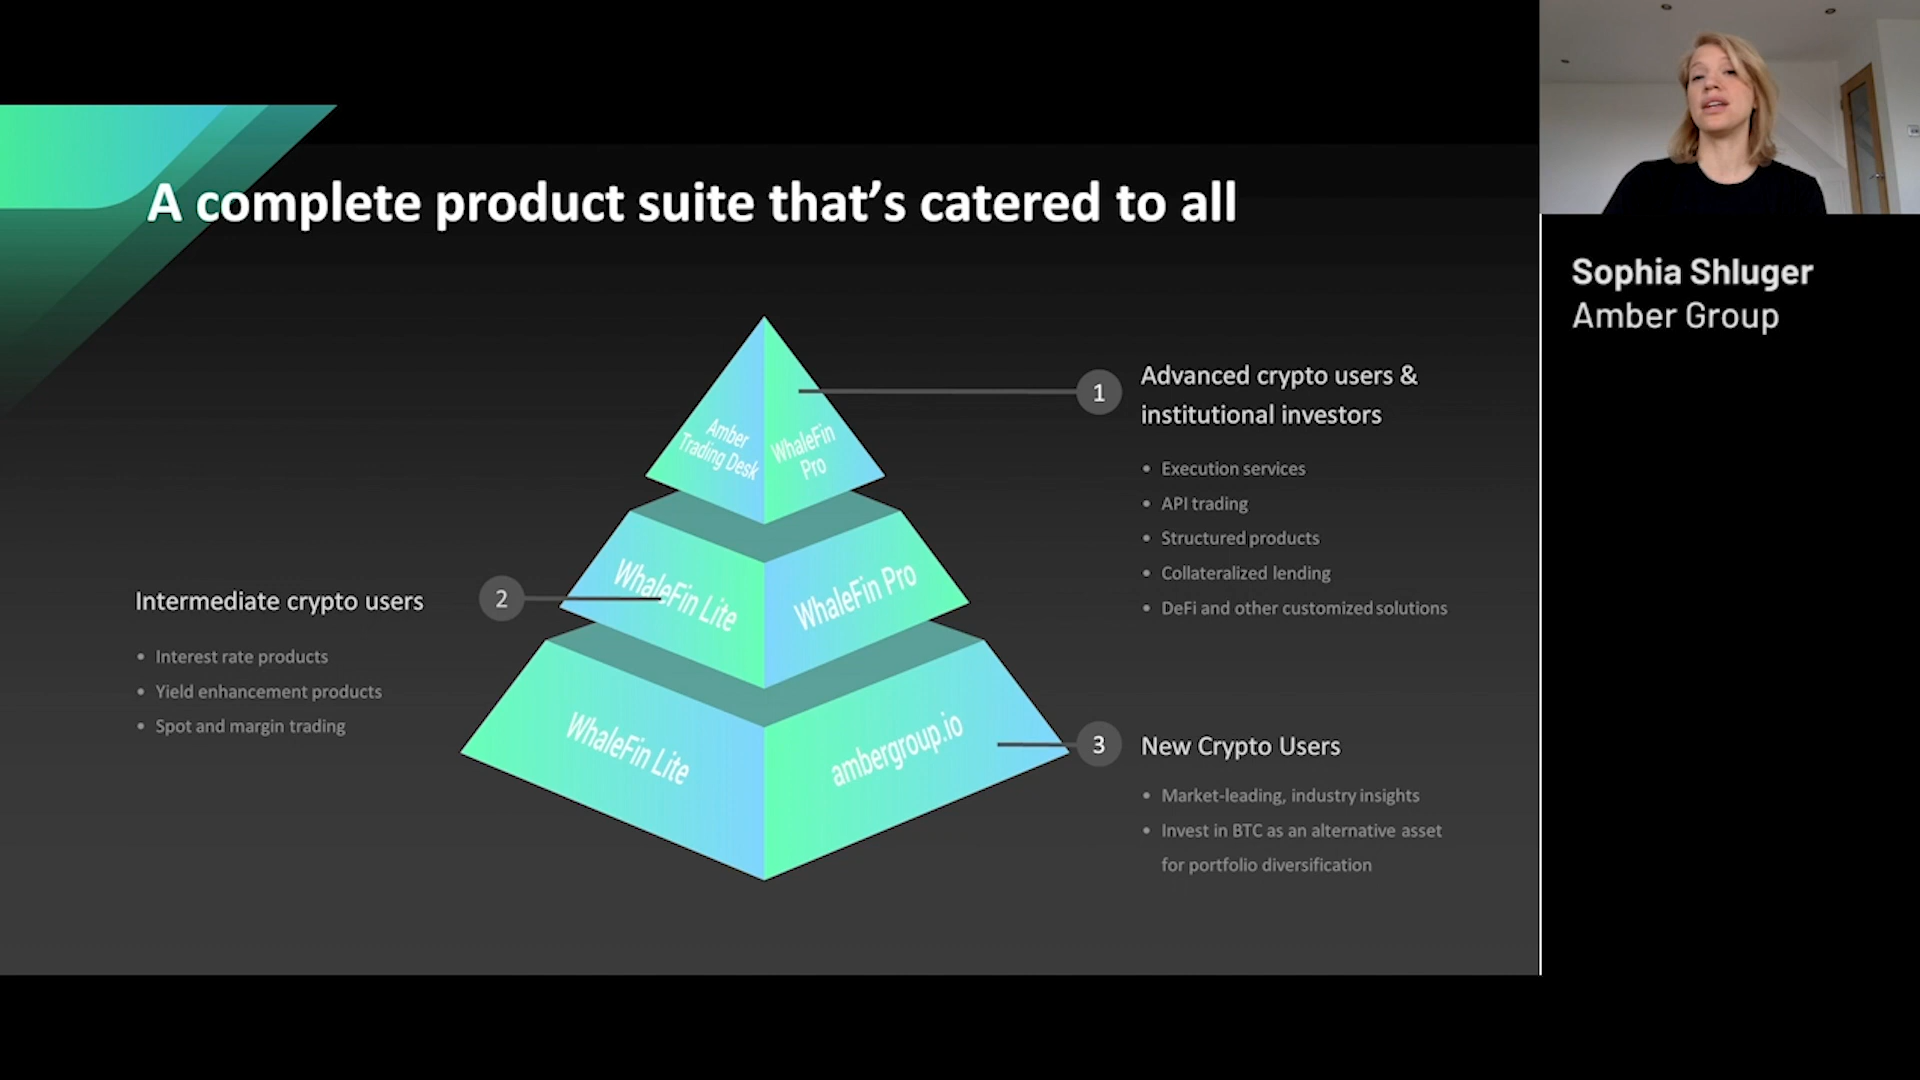 A complete product suite that's catered to all
Amber
Trading Desk
WhaleFin
Pro
1
Advanced crypto users &
institutional investors
• Execution services
• API trading
• Structured products
• Collateralized lending
• DeFi and other customized solutions
Intermediate crypto users
2
• Interest rate products
• Yield enhancement products
• Spot and margin trading
WhaleFin Lite
WhaleFin Pro
WhaleFin Lite
ambergroup.io
3
New Crypto Users
• Market-leading, industry insights
• Invest in BTC as an alternative asset
for portfolio diversification
Sophia Shluger
Amber Group